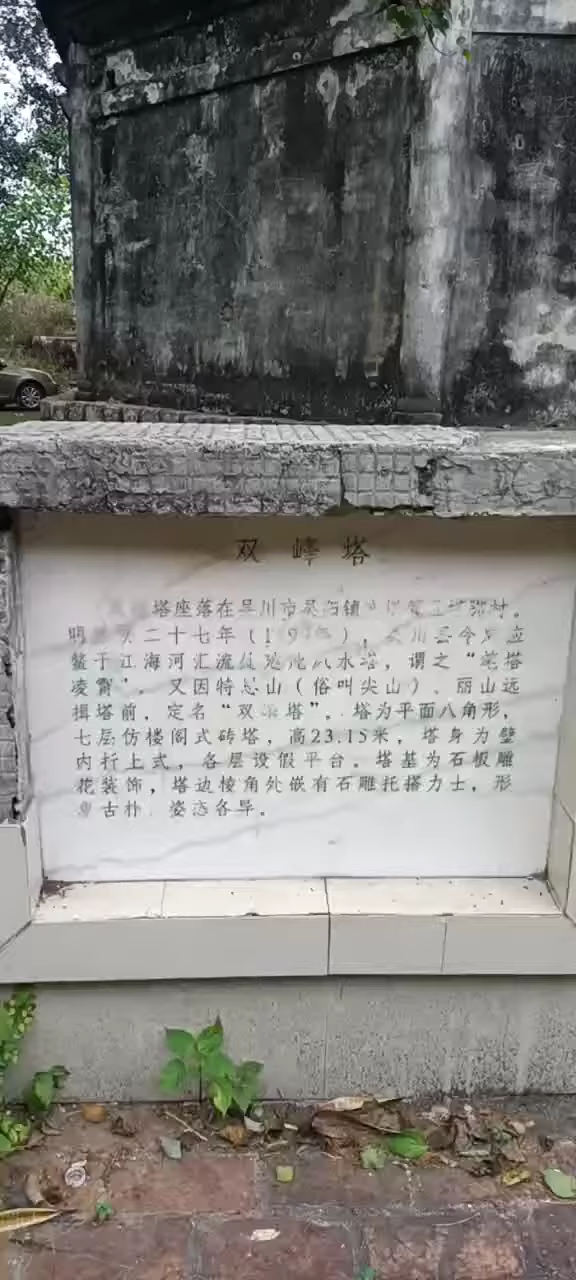 双峰塔
塔座落在吴川市吴阳镇村。
明二十七年(1)，川县令应
鳌于江海河汇流处水塔，谓之“笔塔
凌霄”。又因特思山（俗叫尖山）、丽山远
揖塔前，定名“双塔”。塔为平面八角形，
七层仿楼阁式砖塔，高23.15米，塔身为壁
内折上式，各层设假平台。塔基为石板雕
花装饰，塔边棱角处嵌有石雕托搭力士，形
古朴，姿态各异。